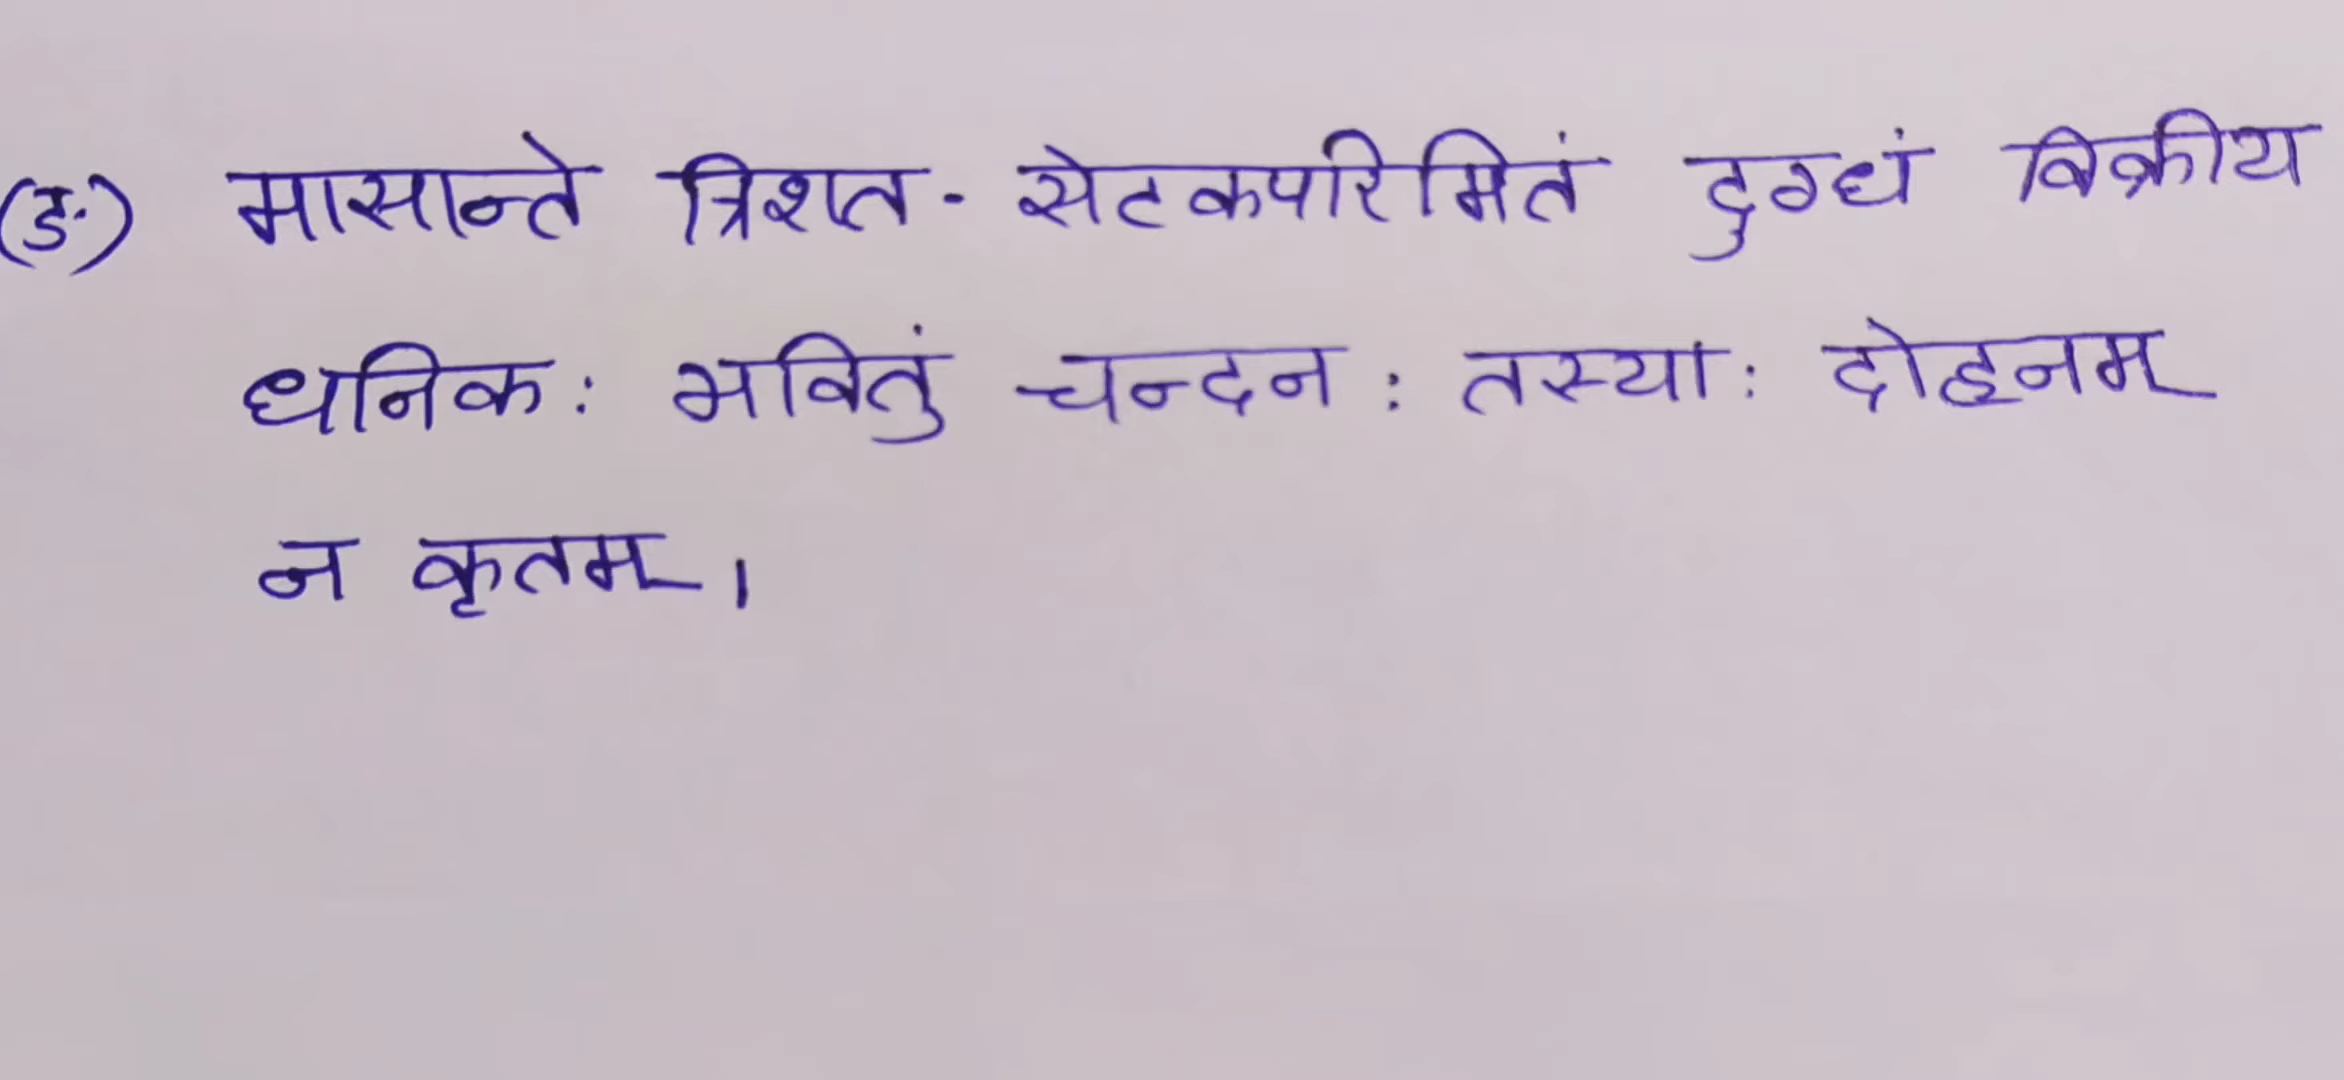 (ङ) मासान्ते त्रिशत - सेटकपरिमितं दुग्धं विक्रीय
धनिक: भवितुं चन्दन: तस्या: दोहनम्
न कृतम् ।